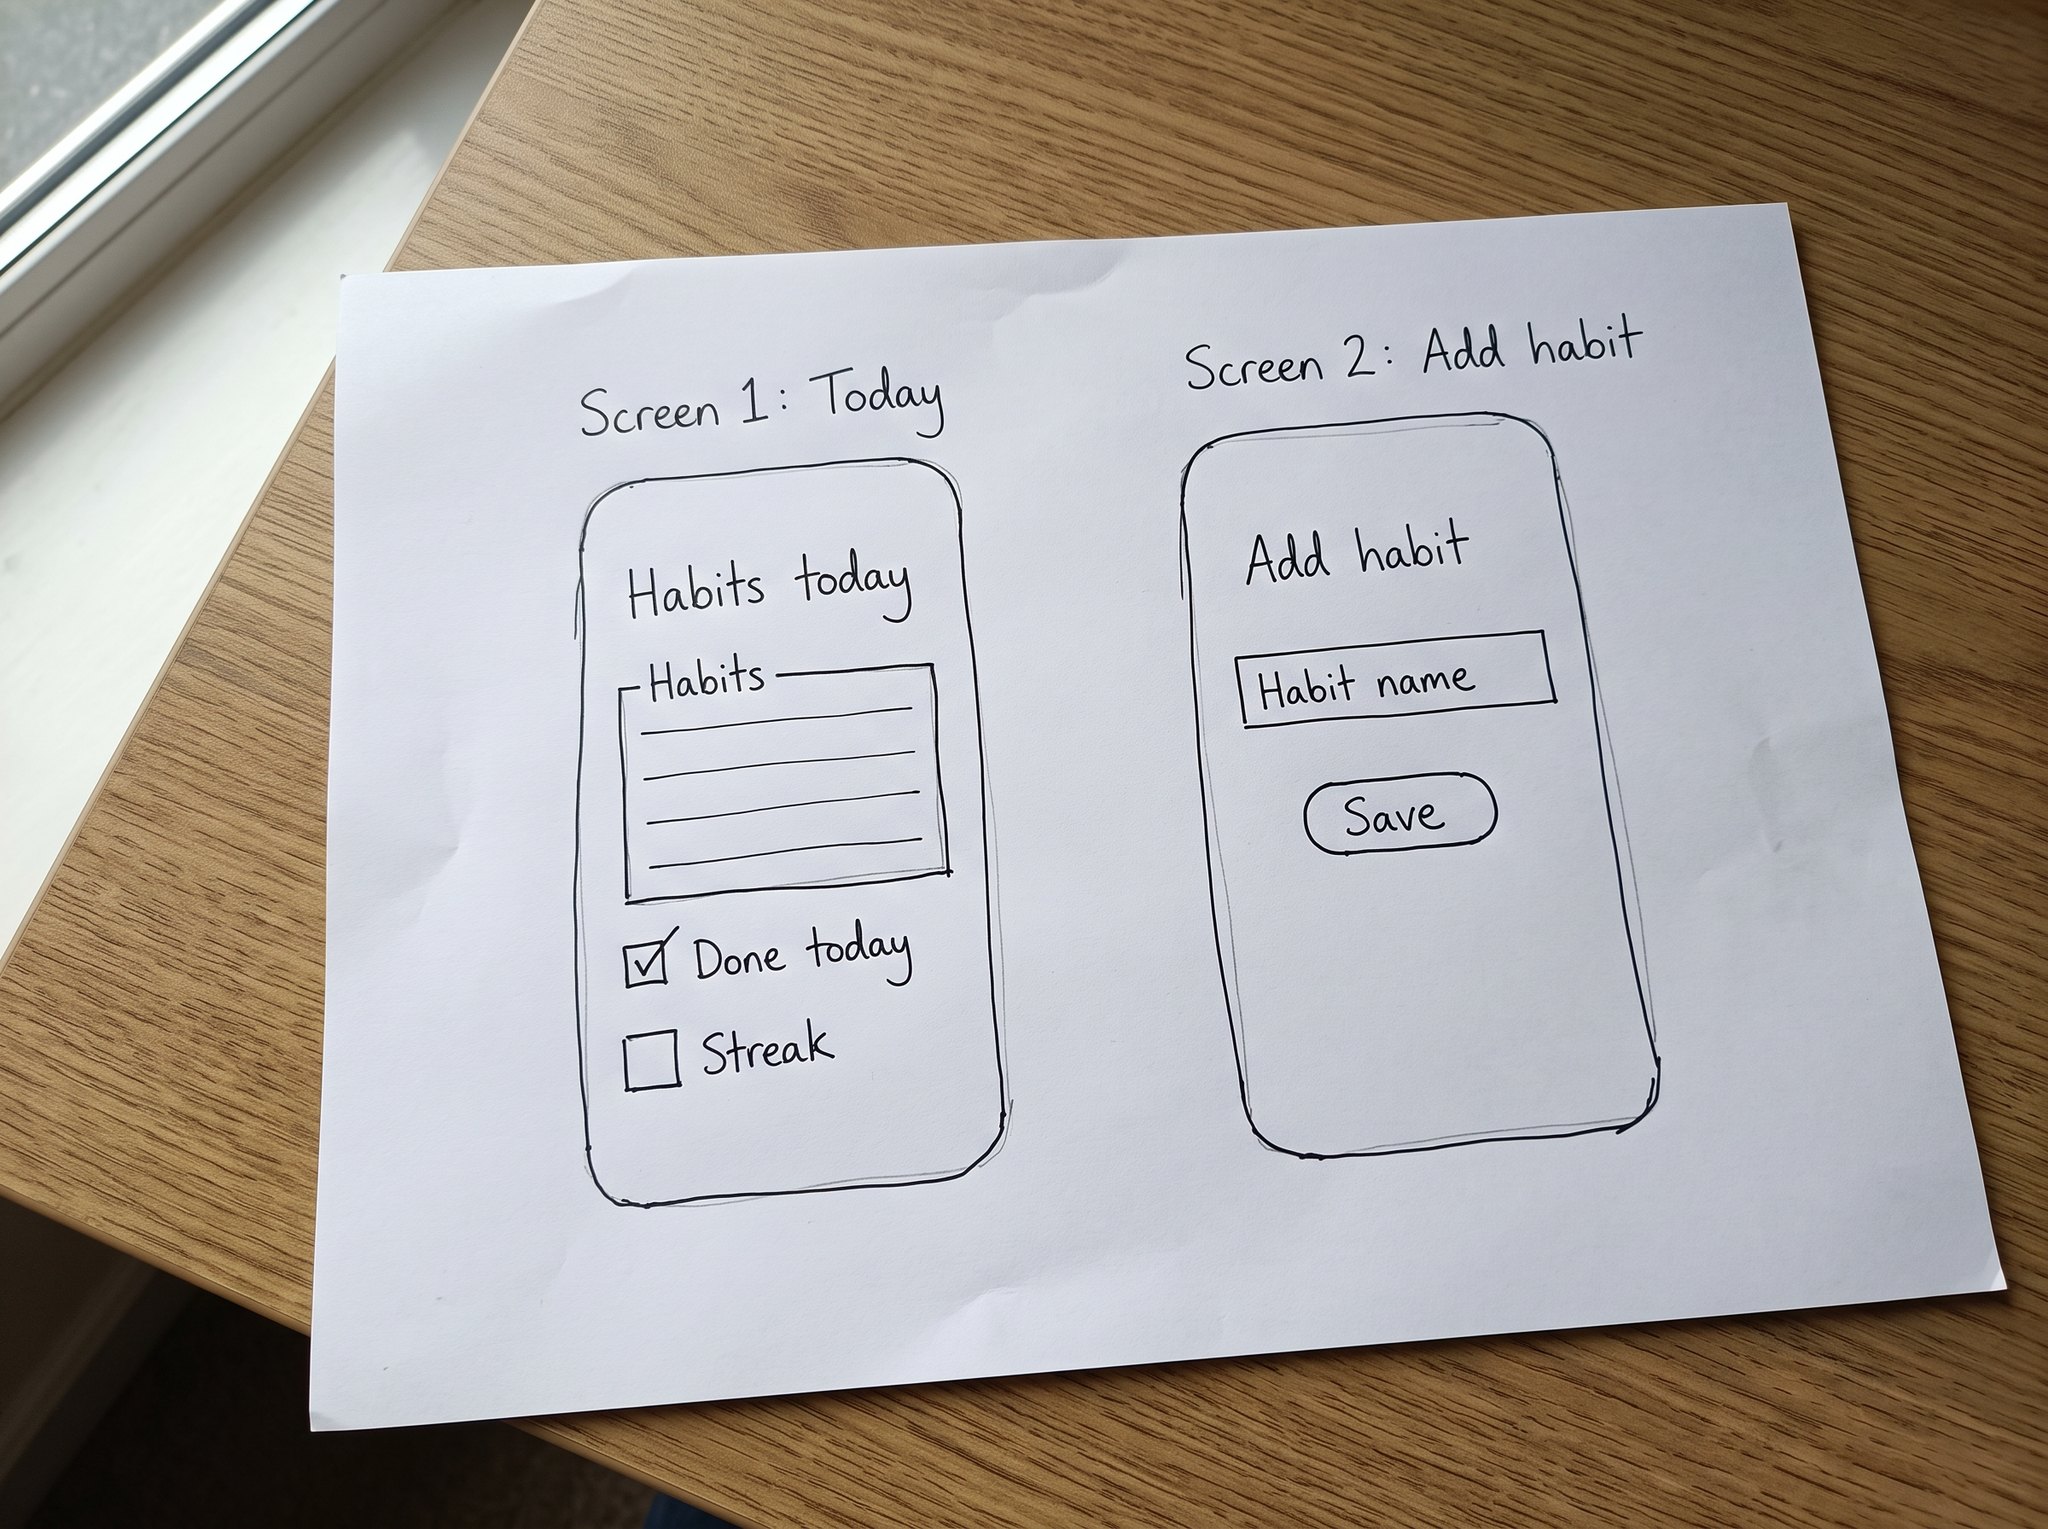 Screen 1: Today
Habits today
Habits
Done today
Streak
Screen 2: Add habit
Add habit
Habit name
Save